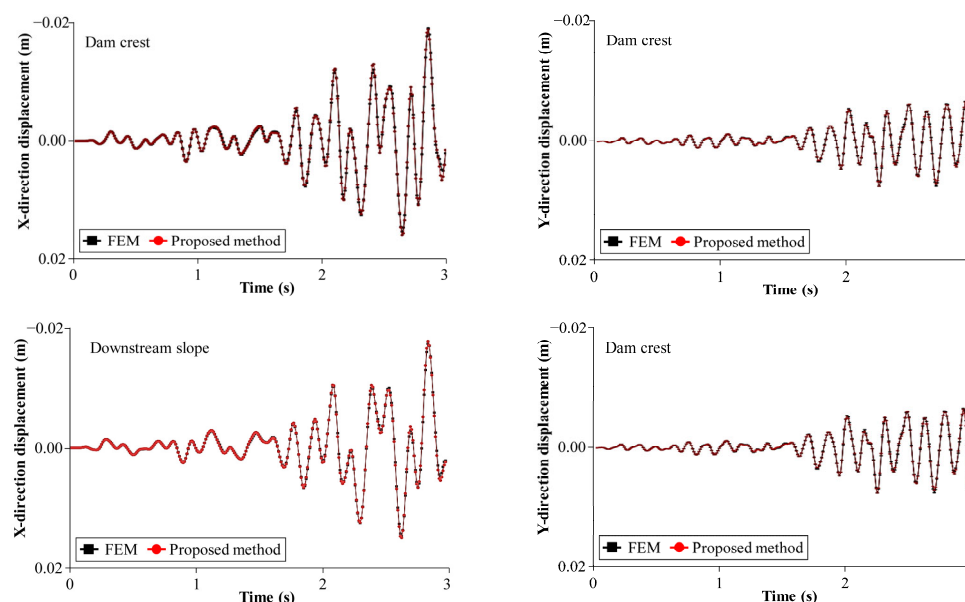 −0.02
Dam crest
X-direction displacement (m)
0.00
FEM Proposed method
0.02
0 1 2 3
Time (s)
−0.02
Dam crest
Y-direction displacement (m)
0.00
FEM Proposed method
0.02
0 2
Time (s)
−0.02
Downstream slope
X-direction displacement (m)
0.00
FEM Proposed method
0.02
0 1 2 3
Time (s)
−0.02
Dam crest
Y-direction displacement (m)
0.00
FEM Proposed method
0.02
0 2
Time (s)